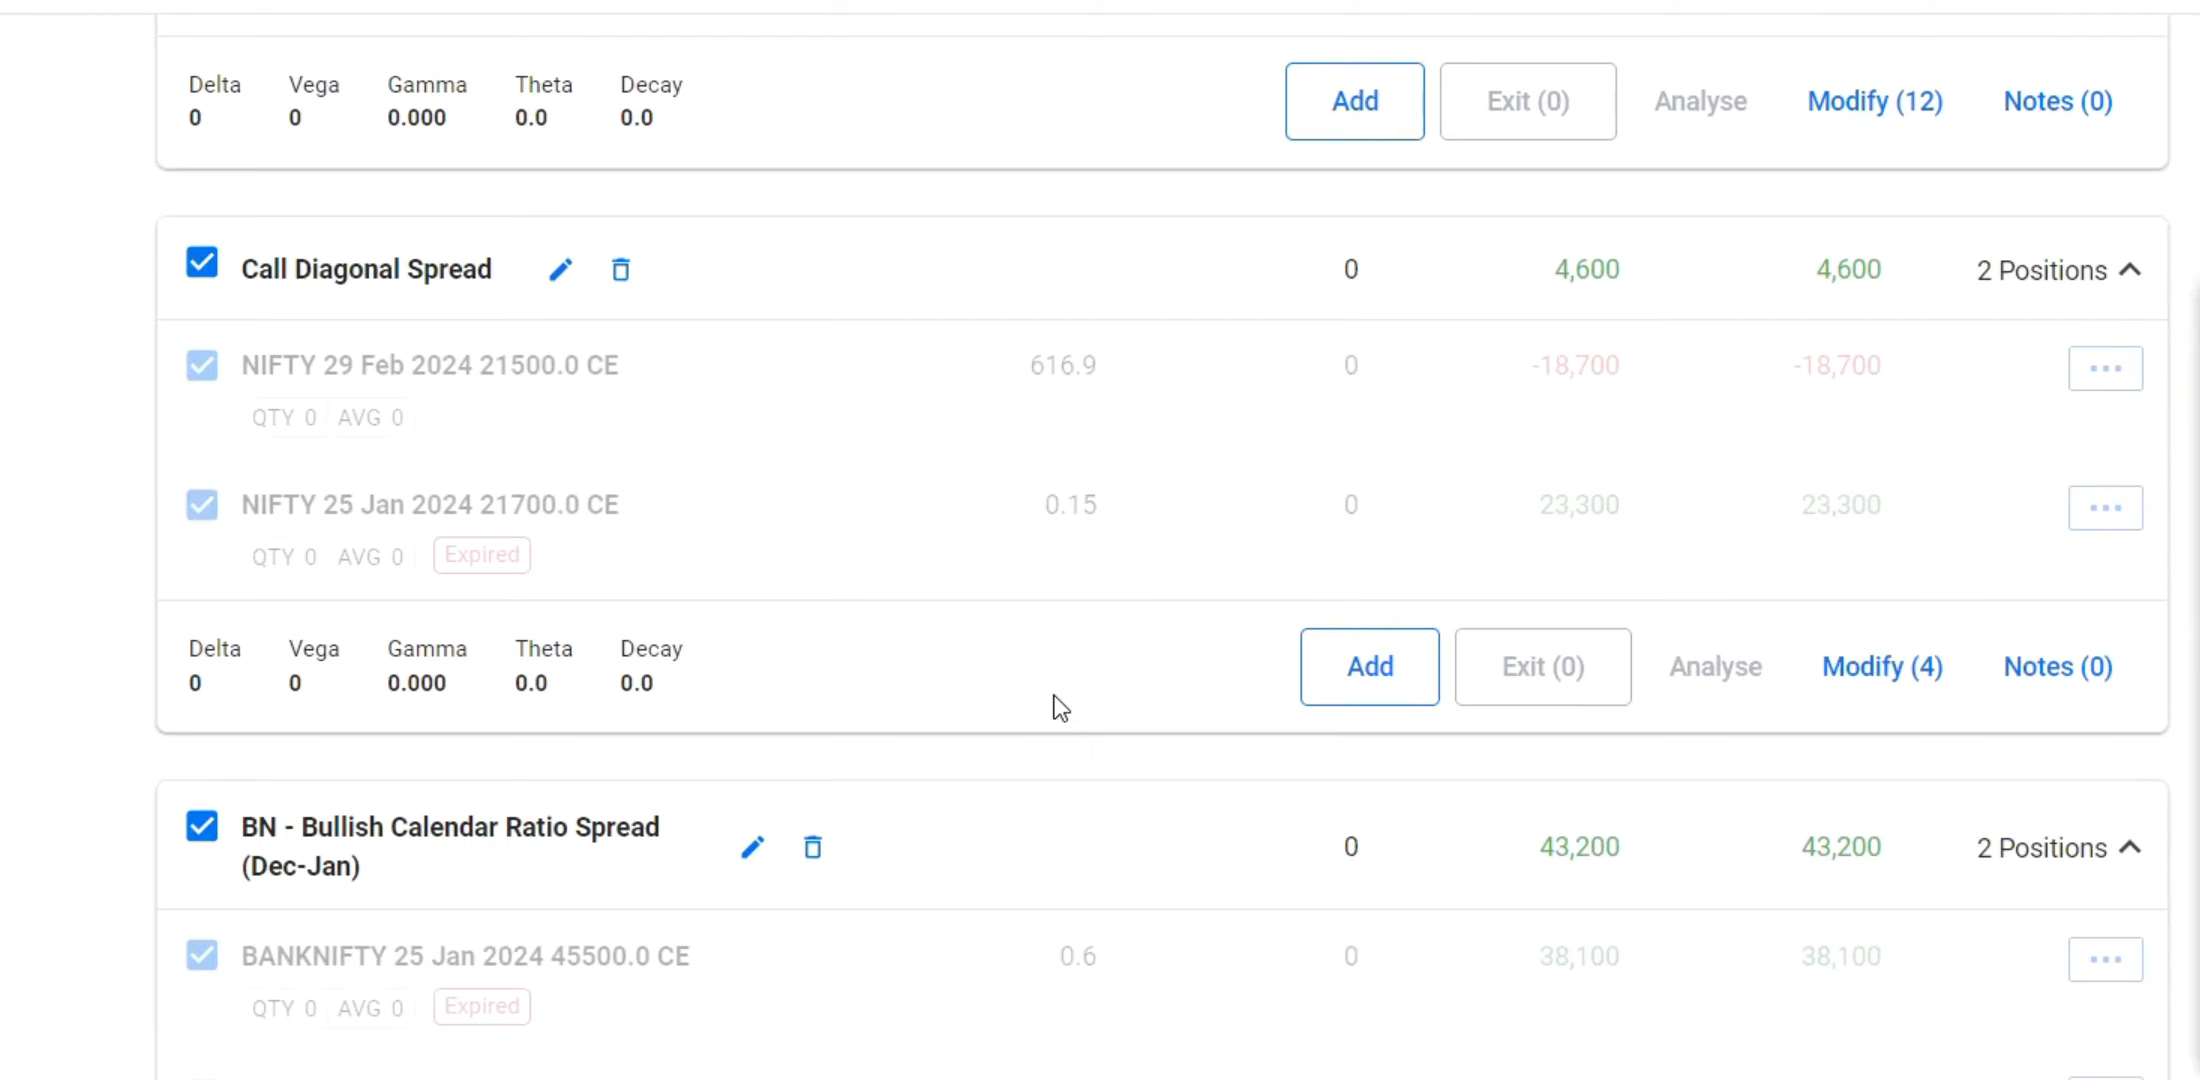 Delta Vega Gamma Theta Decay
0 0 0.000 0.0 0.0
Add Exit (0) Analyse Modify (12) Notes (0)
Call Diagonal Spread 0 4,600 4,600 2 Positions
NIFTY 29 Feb 2024 21500.0 CE 616.9 0 -18,700 -18,700 ...
QTY 0 AVG 0
NIFTY 25 Jan 2024 21700.0 CE 0.15 0 23,300 23,300 ...
QTY 0 AVG 0 Expired
Delta Vega Gamma Theta Decay
0 0 0.000 0.0 0.0
Add Exit (0) Analyse Modify (4) Notes (0)
BN - Bullish Calendar Ratio Spread
(Dec-Jan) 0 43,200 43,200 2 Positions
BANKNIFTY 25 Jan 2024 45500.0 CE 0.6 0 38,100 38,100 ...
QTY 0 AVG 0 Expired